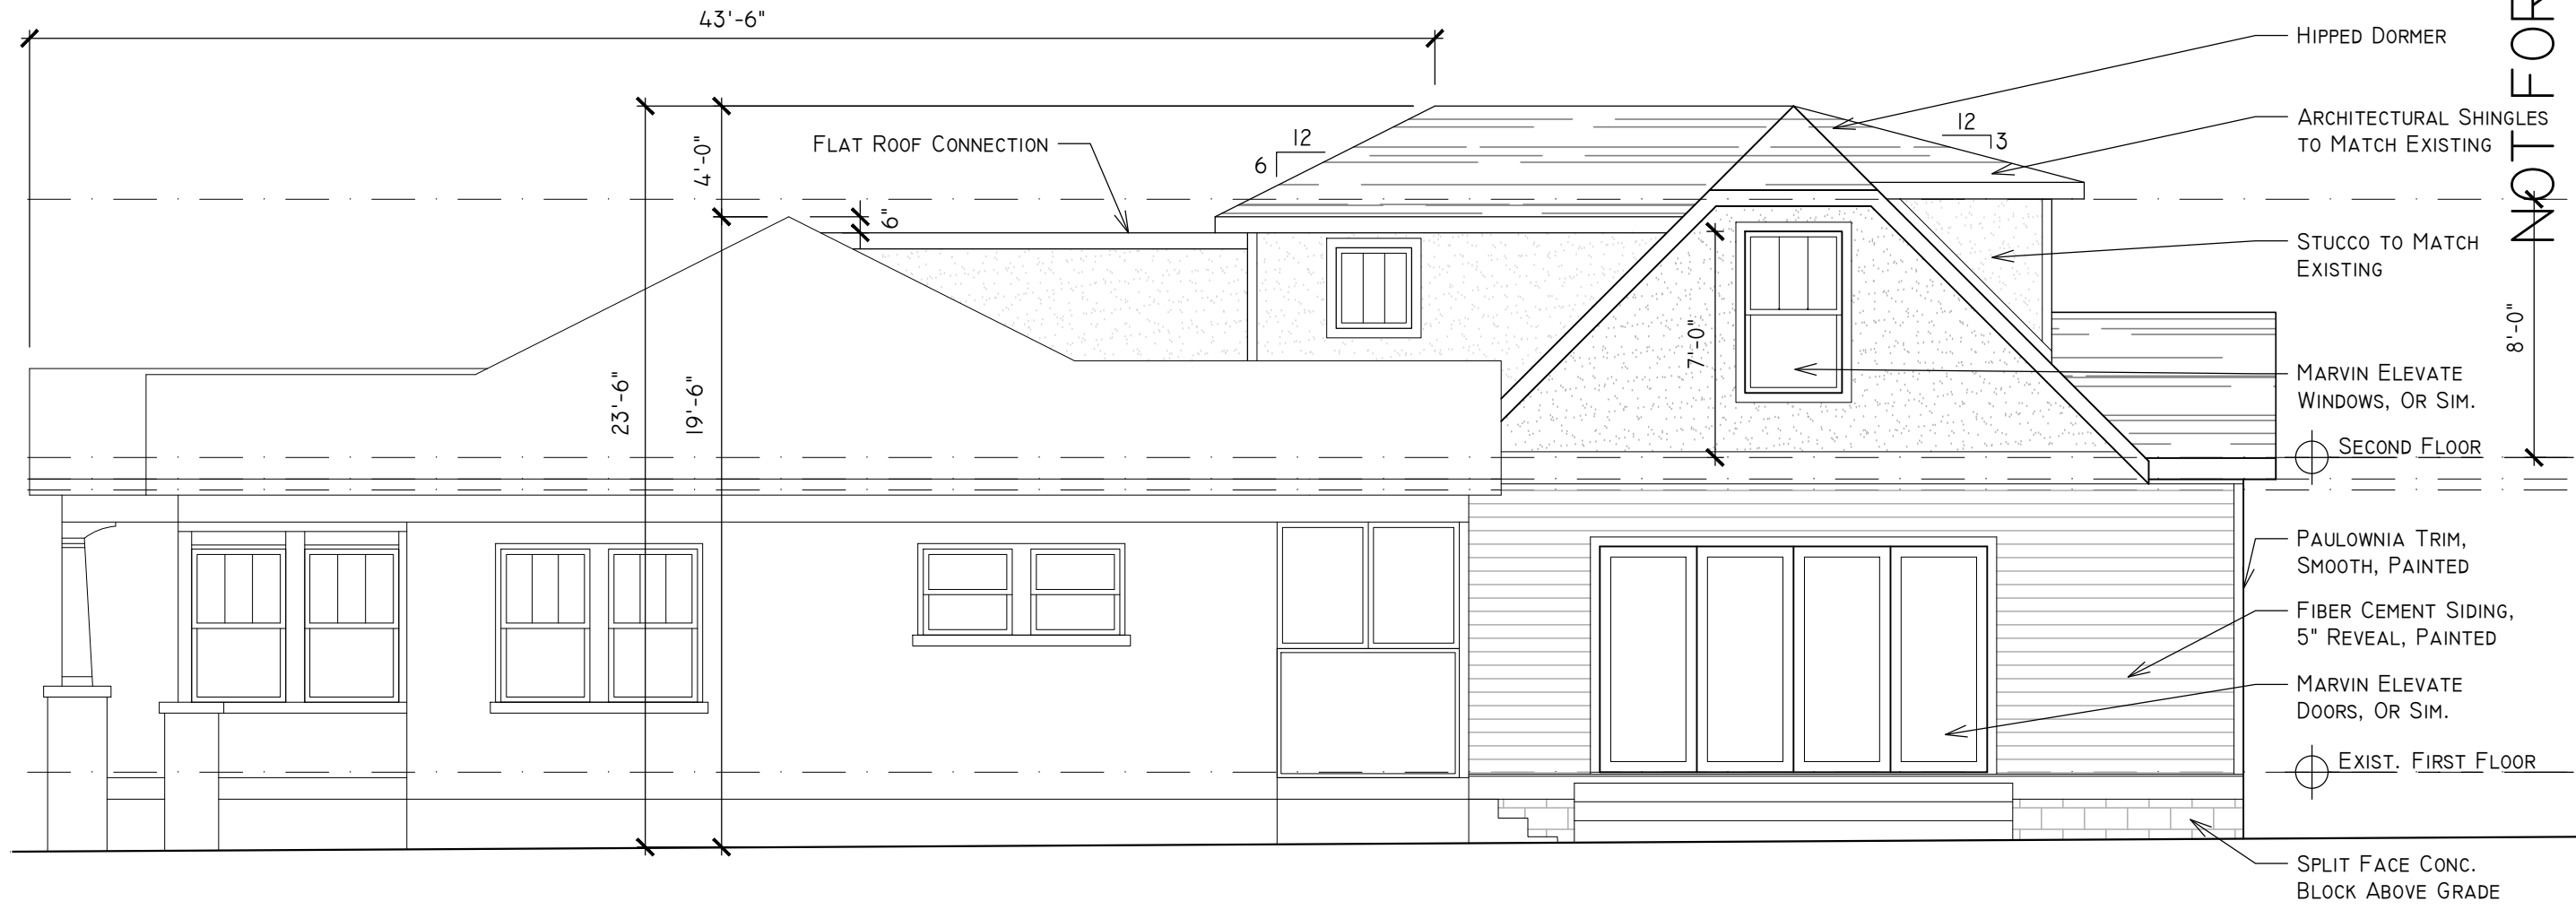 43'-6"
HIPPED DORMER
ARCHITECTURAL SHINGLES
TO MATCH EXISTING
NOT FOR
FLAT ROOF CONNECTION
4'-0"
6"
12
6
12
3
STUCCO TO MATCH
EXISTING
8'-0"
7'-0"
23'-6"
19'-6"
MARVIN ELEVATE
WINDOWS, OR SIM.
SECOND FLOOR
PAULOWNIA TRIM,
SMOOTH, PAINTED
FIBER CEMENT SIDING,
5" REVEAL, PAINTED
MARVIN ELEVATE
DOORS, OR SIM.
EXIST. FIRST FLOOR
SPLIT FACE CONC.
BLOCK ABOVE GRADE